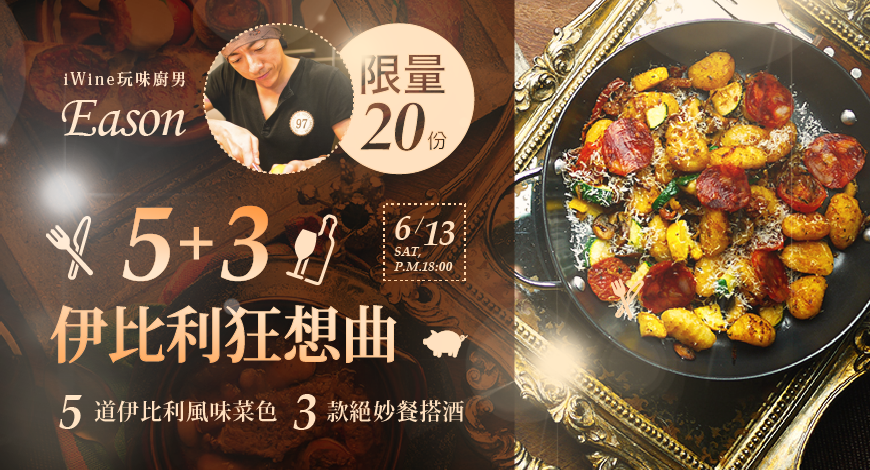 iWine玩味廚男
Eason
97
限量
20份
5+3
6/13
SAT,
P.M.18:00
伊比利狂想曲
5 道伊比利風味菜色 3 款絕妙餐搭酒